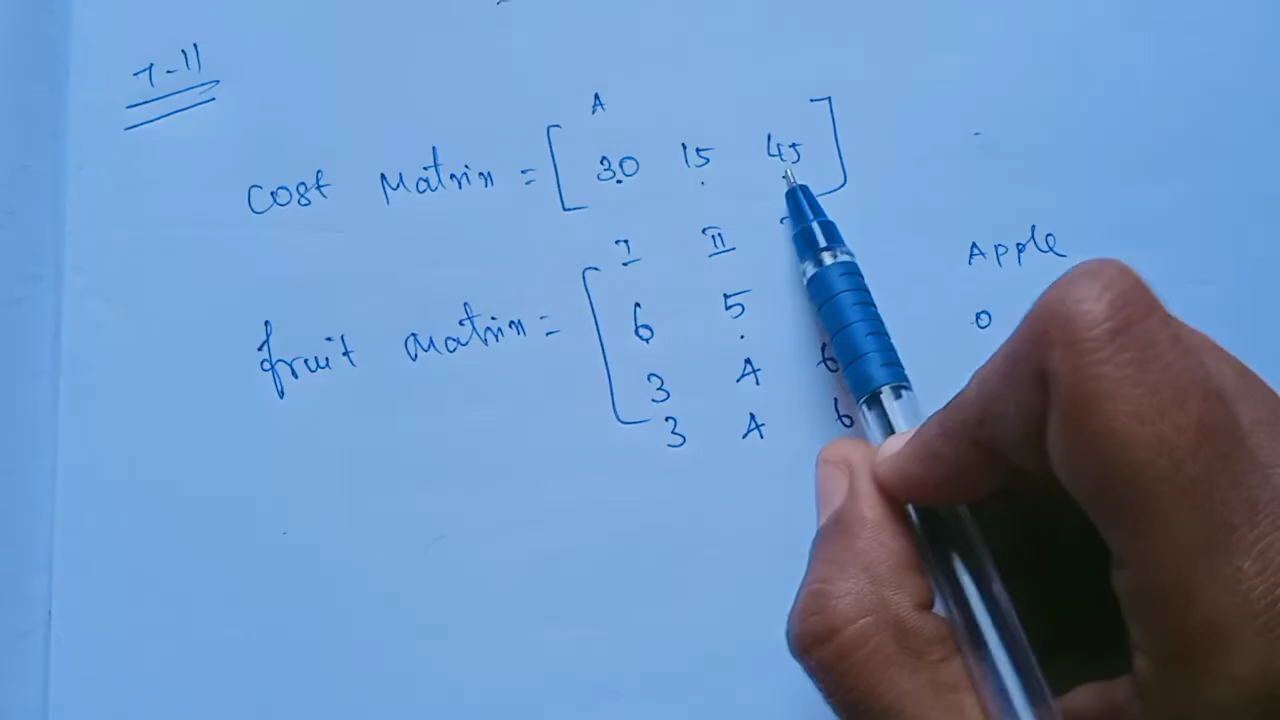 7-11
A
Cost Matrix = [ 30 15 45 ]
I II
Apple
fruit Matrix = [ 6 5
O
3 4 6
3 4 6